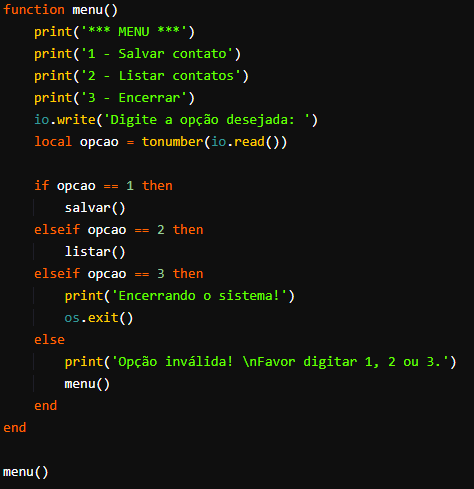 function menu()
    print('*** MENU ***')
    print('1 - Salvar contato')
    print('2 - Listar contatos')
    print('3 - Encerrar')
    io.write('Digite a opção desejada: ')
    local opcao = tonumber(io.read())

    if opcao == 1 then
        salvar()
    elseif opcao == 2 then
        listar()
    elseif opcao == 3 then
        print('Encerrando o sistema!')
        os.exit()
    else
        print('Opção inválida! \nFavor digitar 1, 2 ou 3.')
        menu()
    end
end

menu()